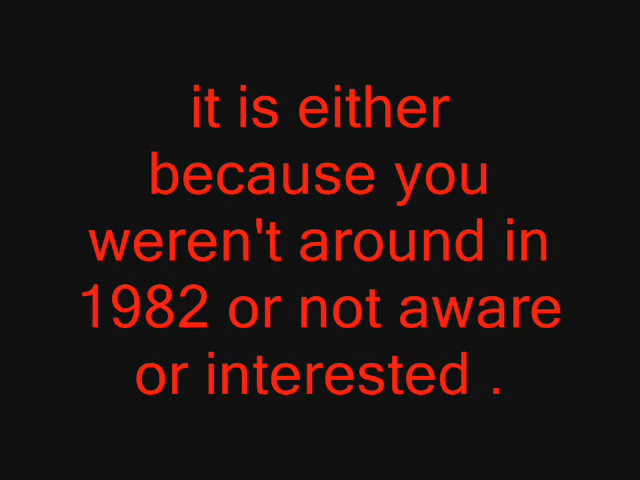 it is either
because you
weren't around in
1982 or not aware
or interested .